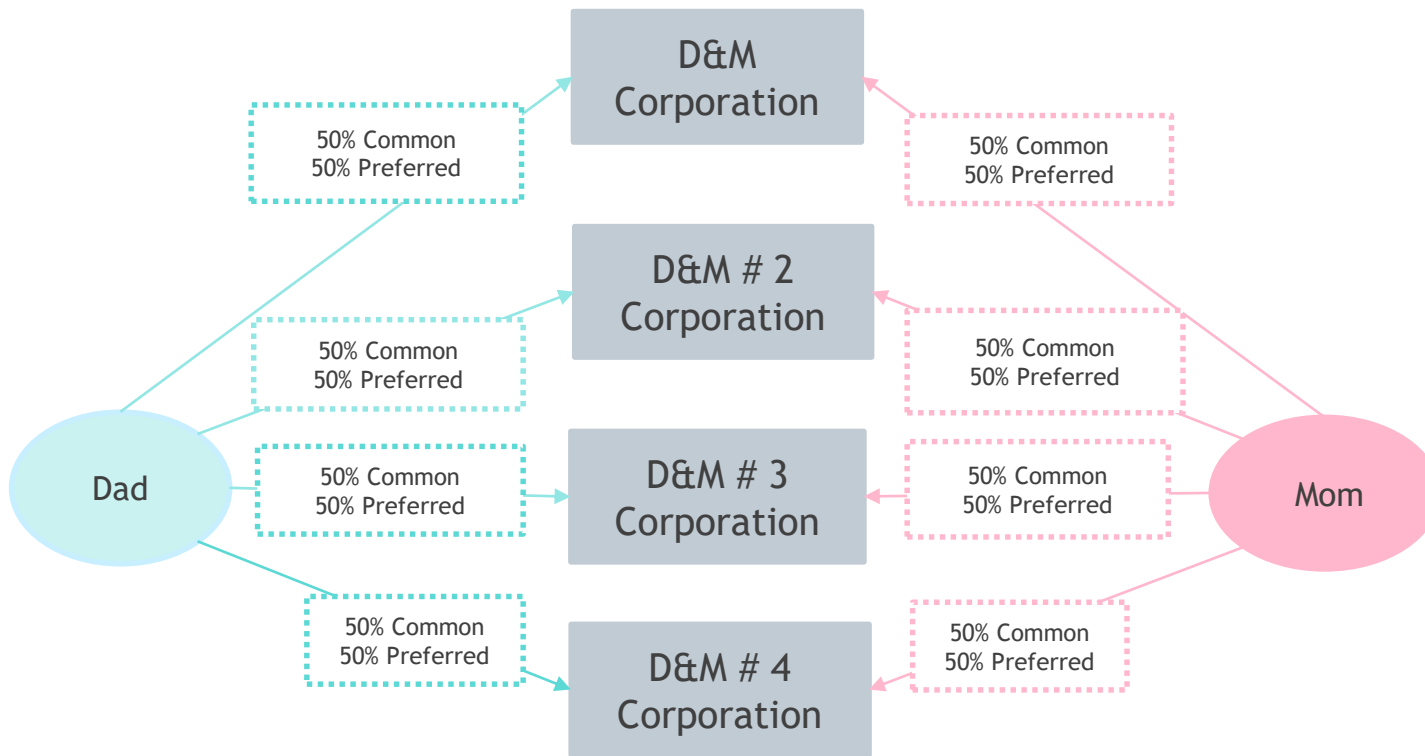 D&M
Corporation
50% Common
50% Preferred
50% Common
50% Preferred
D&M # 2
Corporation
50% Common
50% Preferred
50% Common
50% Preferred
Dad
50% Common
50% Preferred
D&M # 3
Corporation
50% Common
50% Preferred
Mom
50% Common
50% Preferred
D&M # 4
Corporation
50% Common
50% Preferred